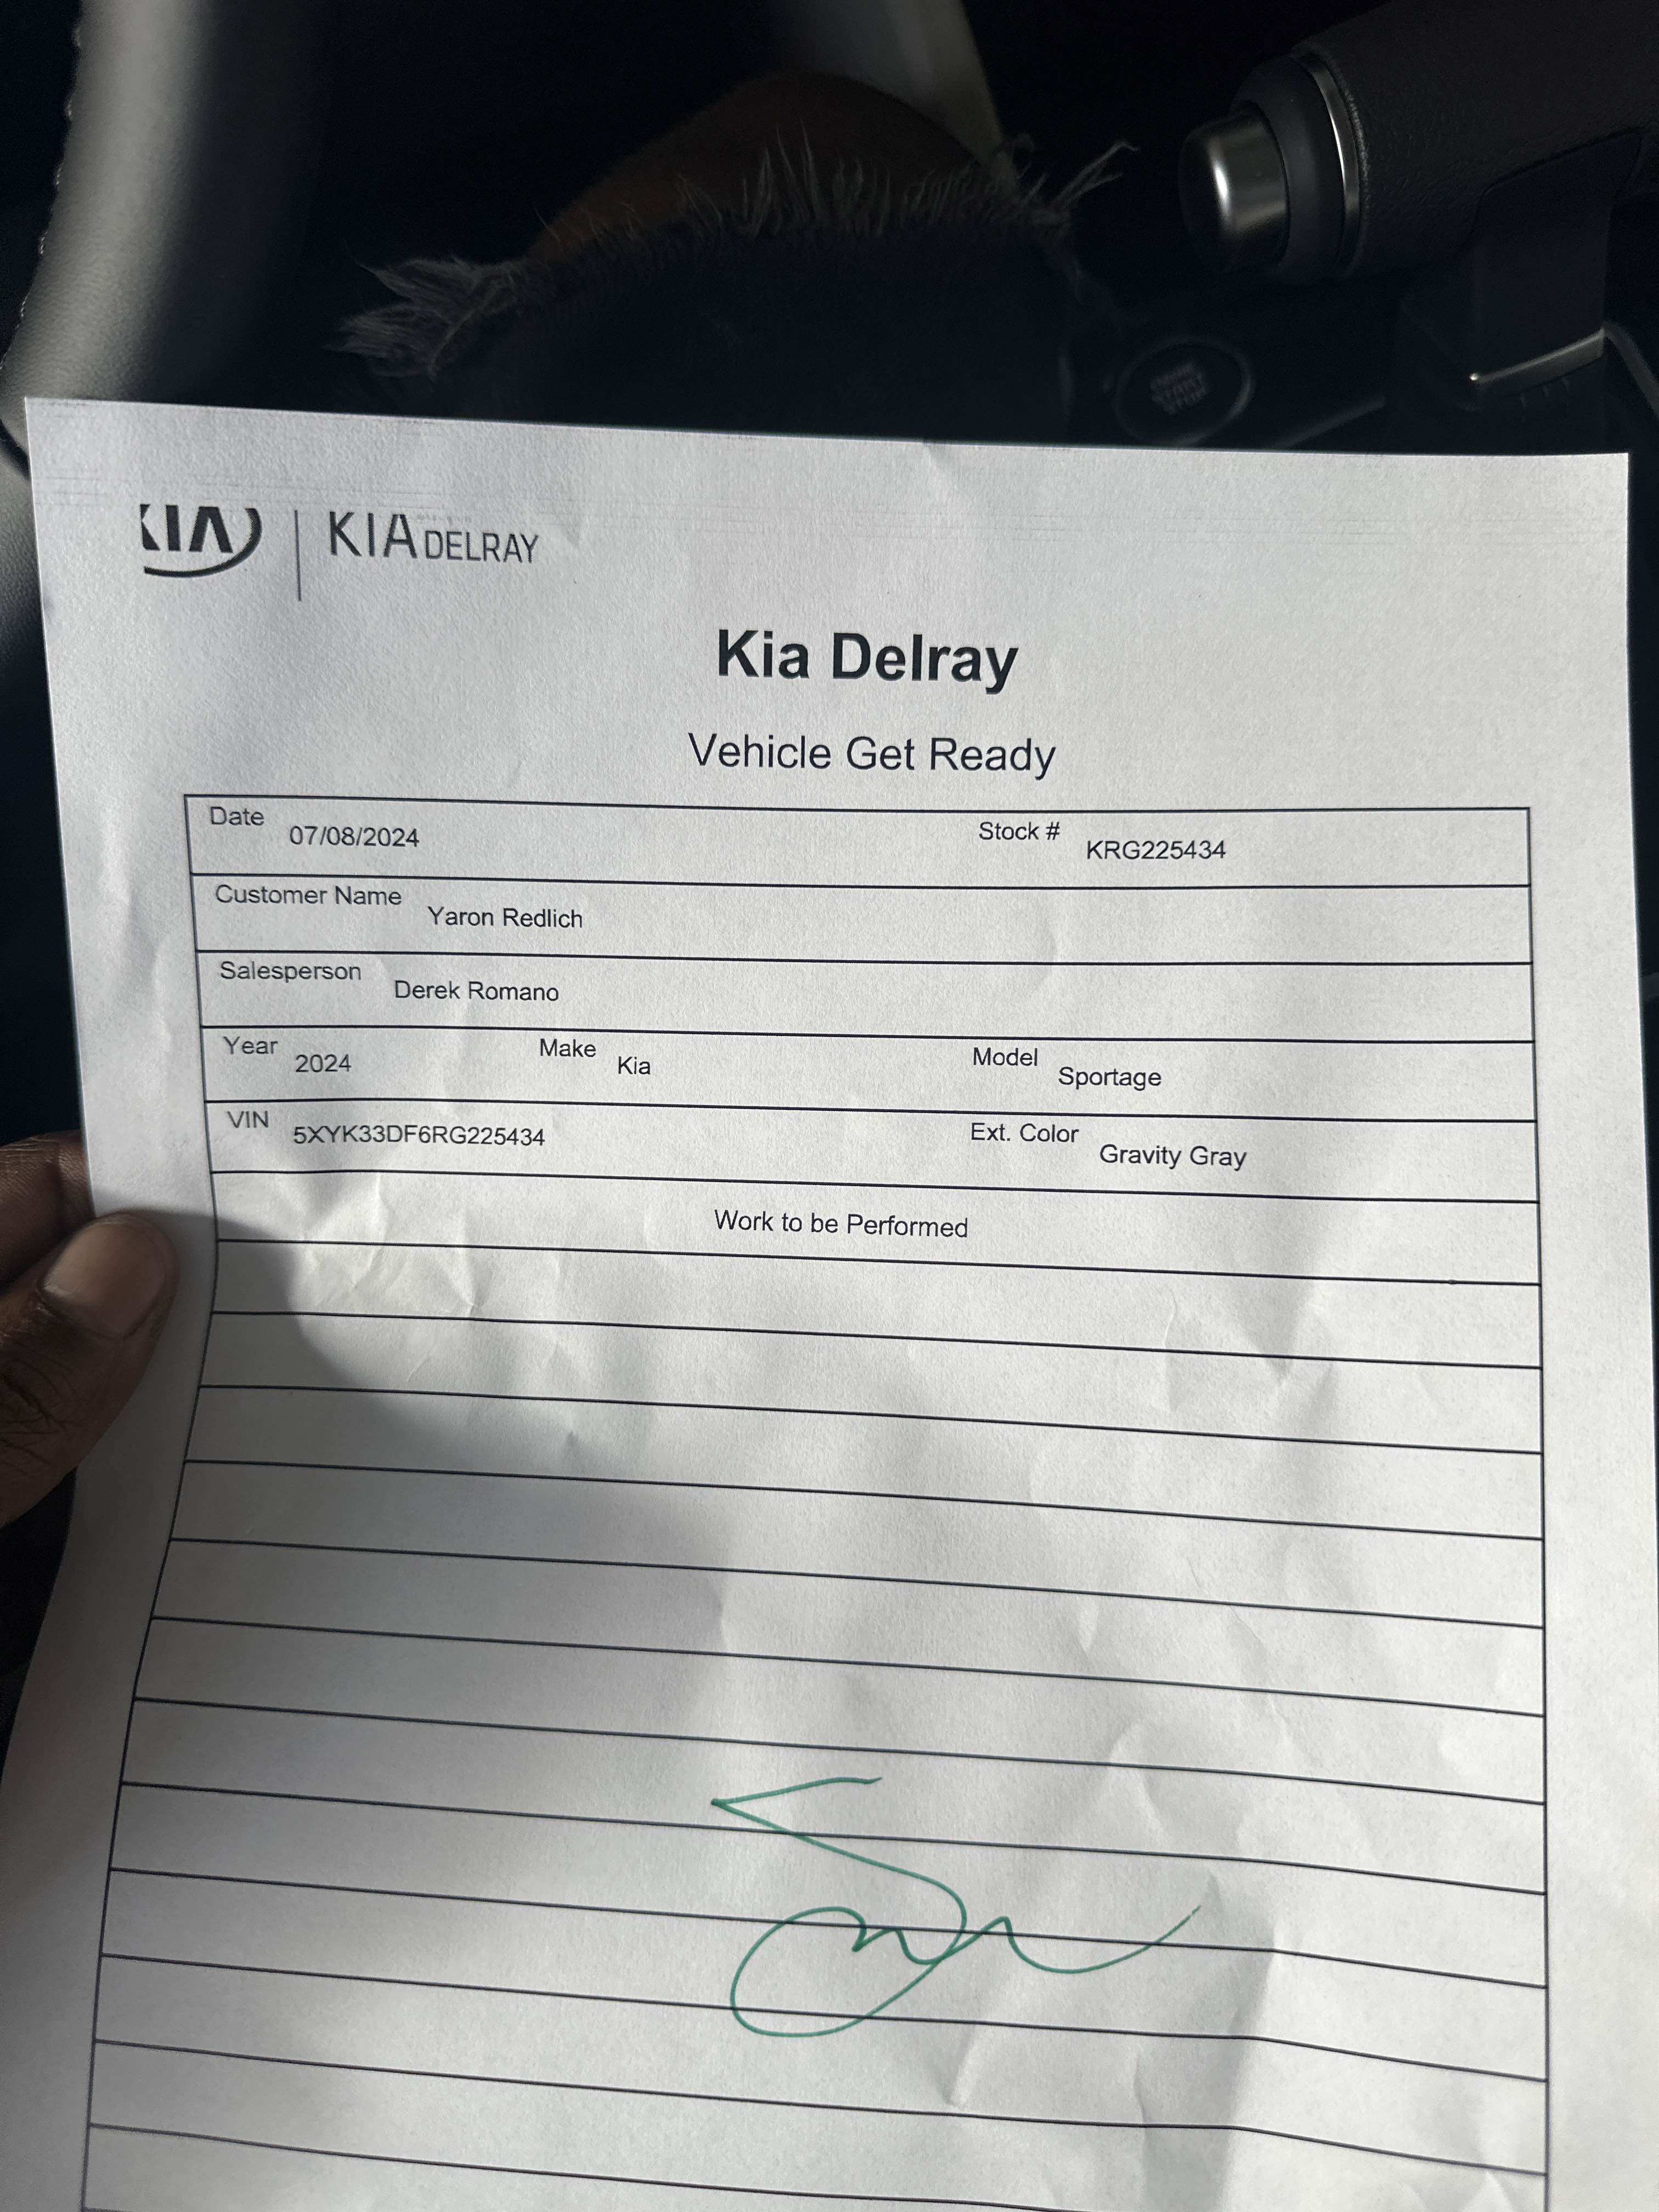 KIA | KIA DELRAY
Kia Delray
Vehicle Get Ready
Date 07/08/2024 Stock # KRG225434
Customer Name Yaron Redlich
Salesperson Derek Romano
Year 2024 Make Kia Model Sportage
VIN 5XYK33DF6RG225434 Ext. Color Gravity Gray
Work to be Performed